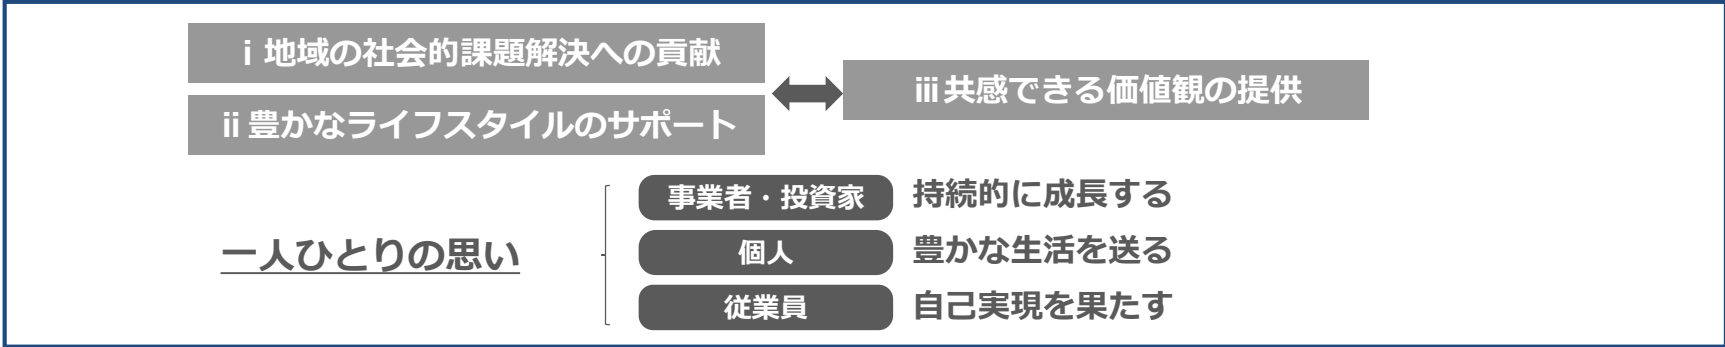 ⅰ 地域の社会的課題解決への貢献
ⅱ 豊かなライフスタイルのサポート
ⅲ 共感できる価値観の提供
一人ひとりの思い
事業者・投資家 持続的に成長する
個人 豊かな生活を送る
従業員 自己実現を果たす